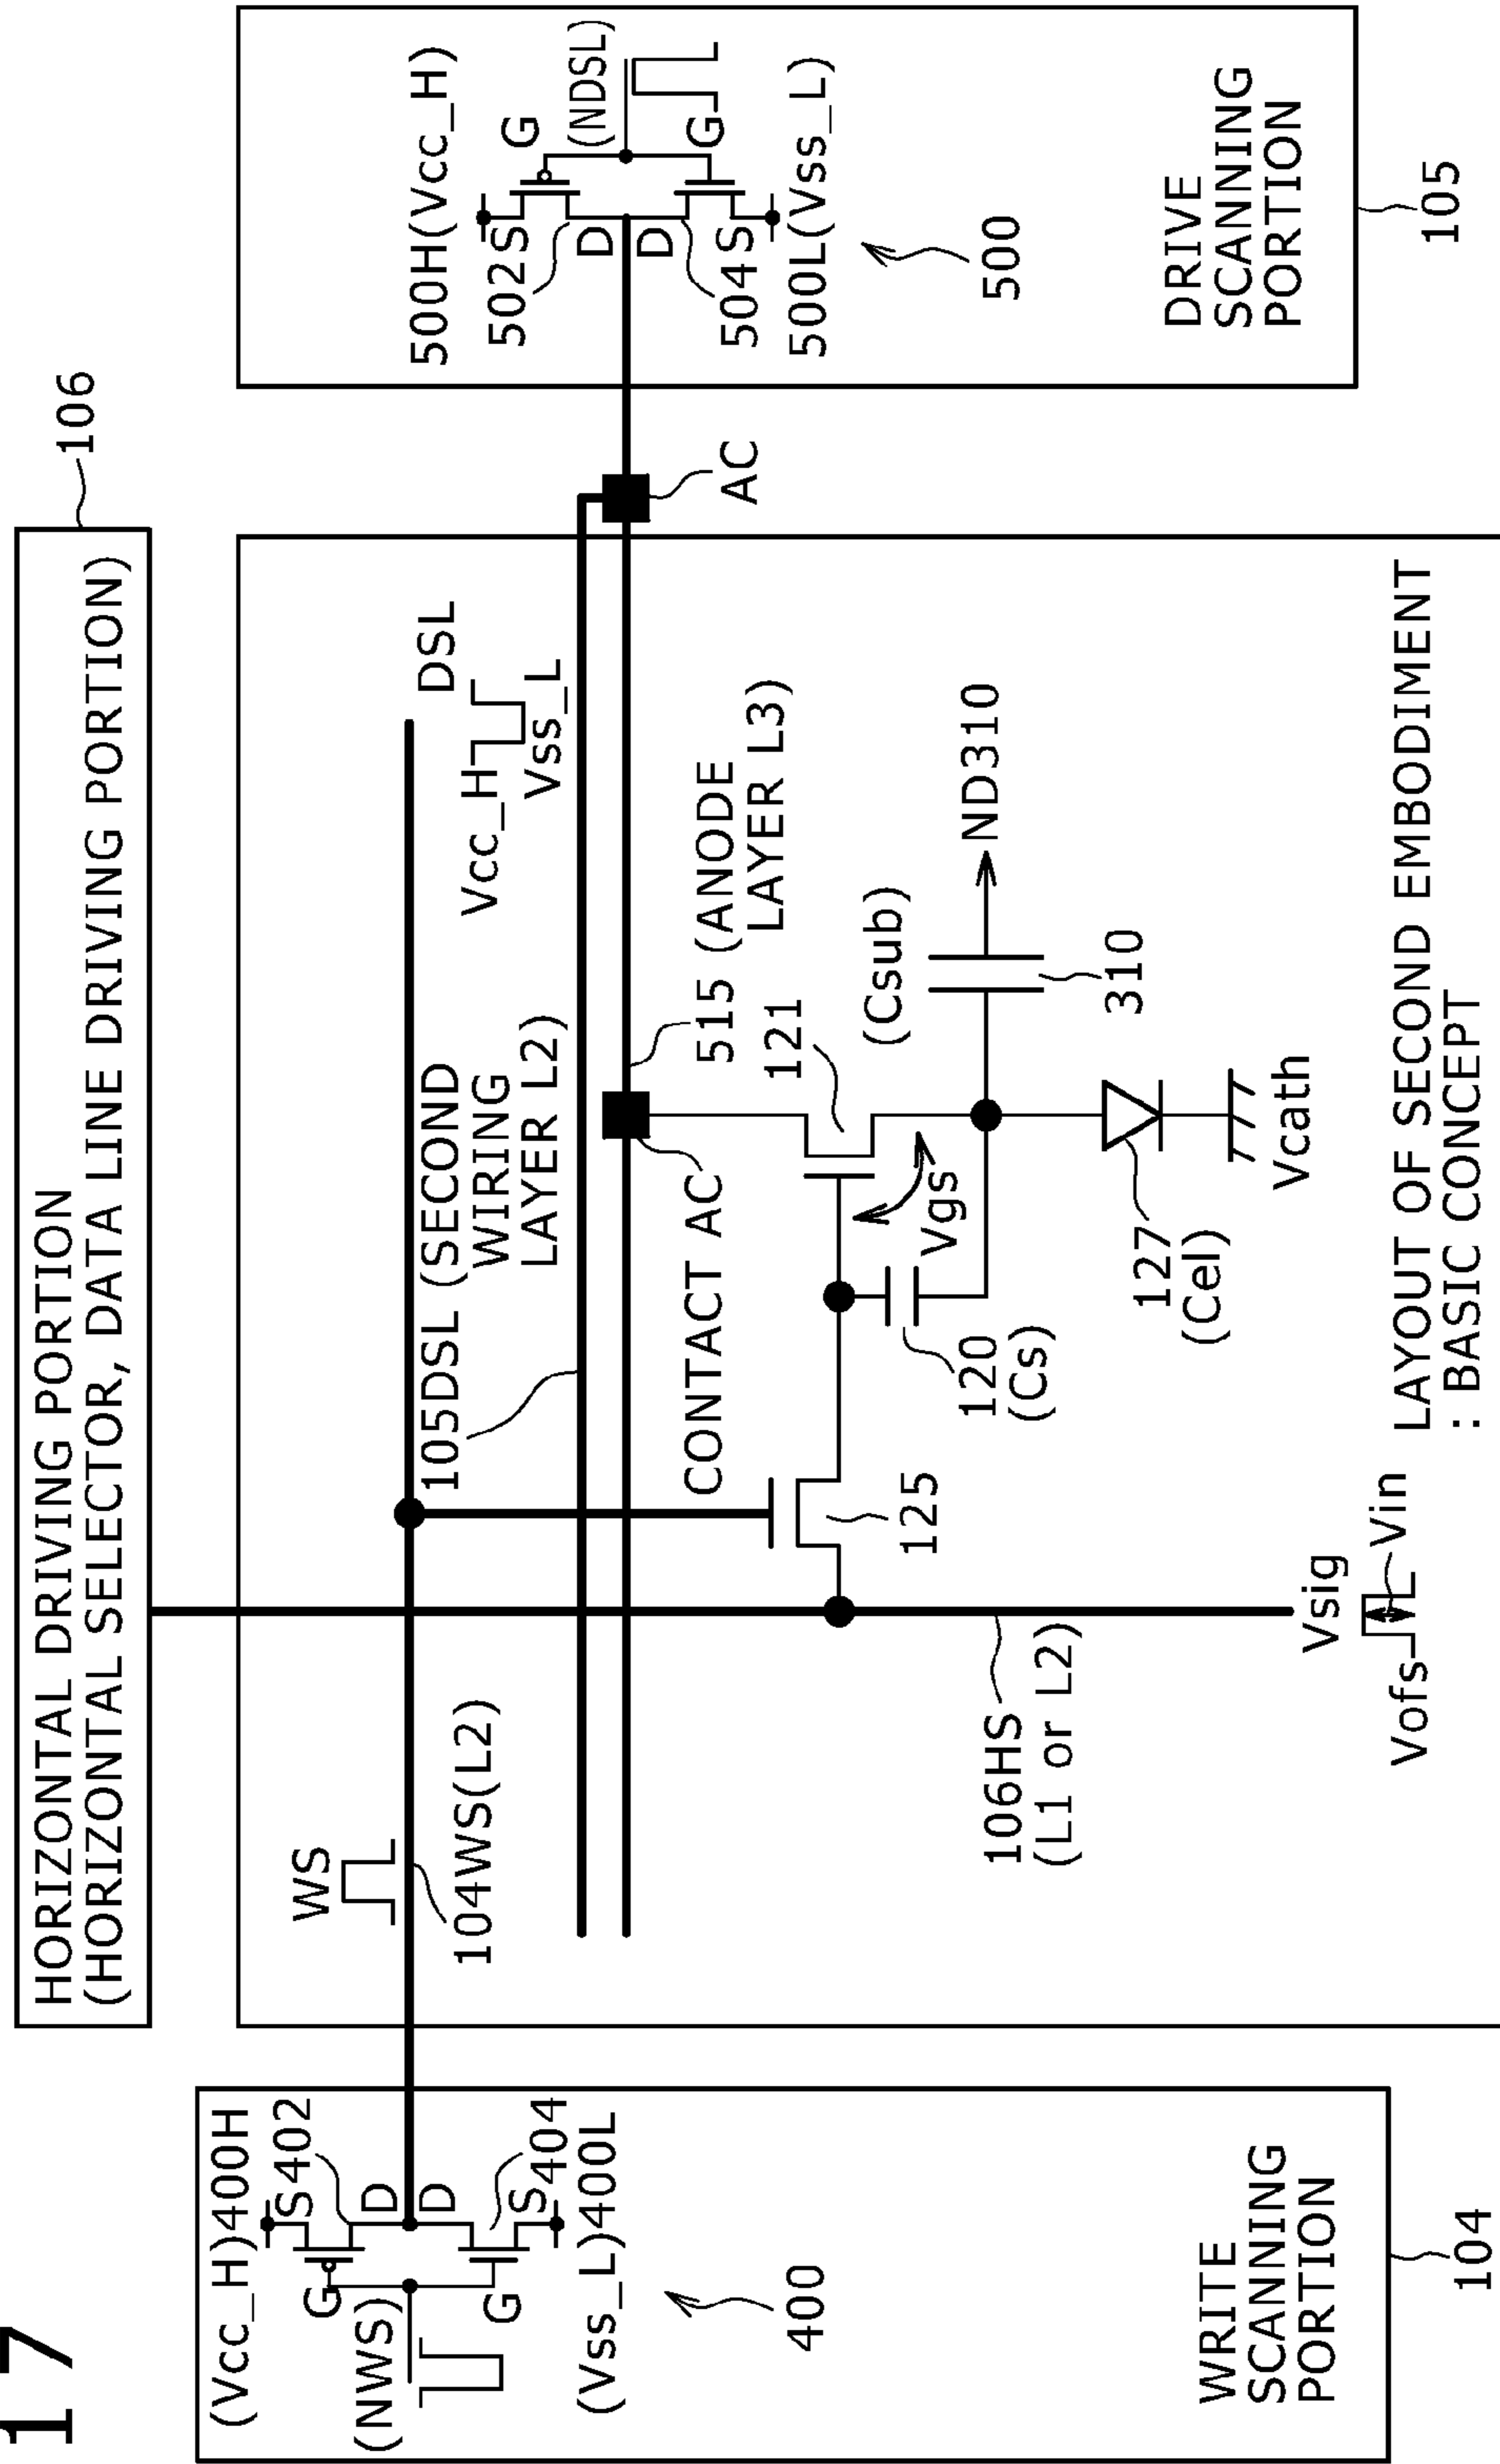 17
HORIZONTAL DRIVING PORTION
(HORIZONTAL SELECTOR, DATA LINE DRIVING PORTION)
106
(Vcc_H)400H
S402
G
D
(NWS)
D
G
S404
(Vss_L)400L
400
WRITE
SCANNING
PORTION
104
WS
104WS(L2)
DSL
Vcc_H
Vss_L
105DSL (SECOND
WIRING
LAYER L2)
515 (ANODE
LAYER L3)
CONTACT AC
121
(Csub)
ND310
310
Vgs
125
120
(Cs)
127
(Cel)
Vcath
106HS
(L1 or L2)
Vsig
Vofs
Vin
LAYOUT OF SECOND EMBODIMENT
: BASIC CONCEPT
AC
500H(Vcc_H)
502S
G
(NDSL)
D
D
G
504S
500L(Vss_L)
500
DRIVE
SCANNING
PORTION
105